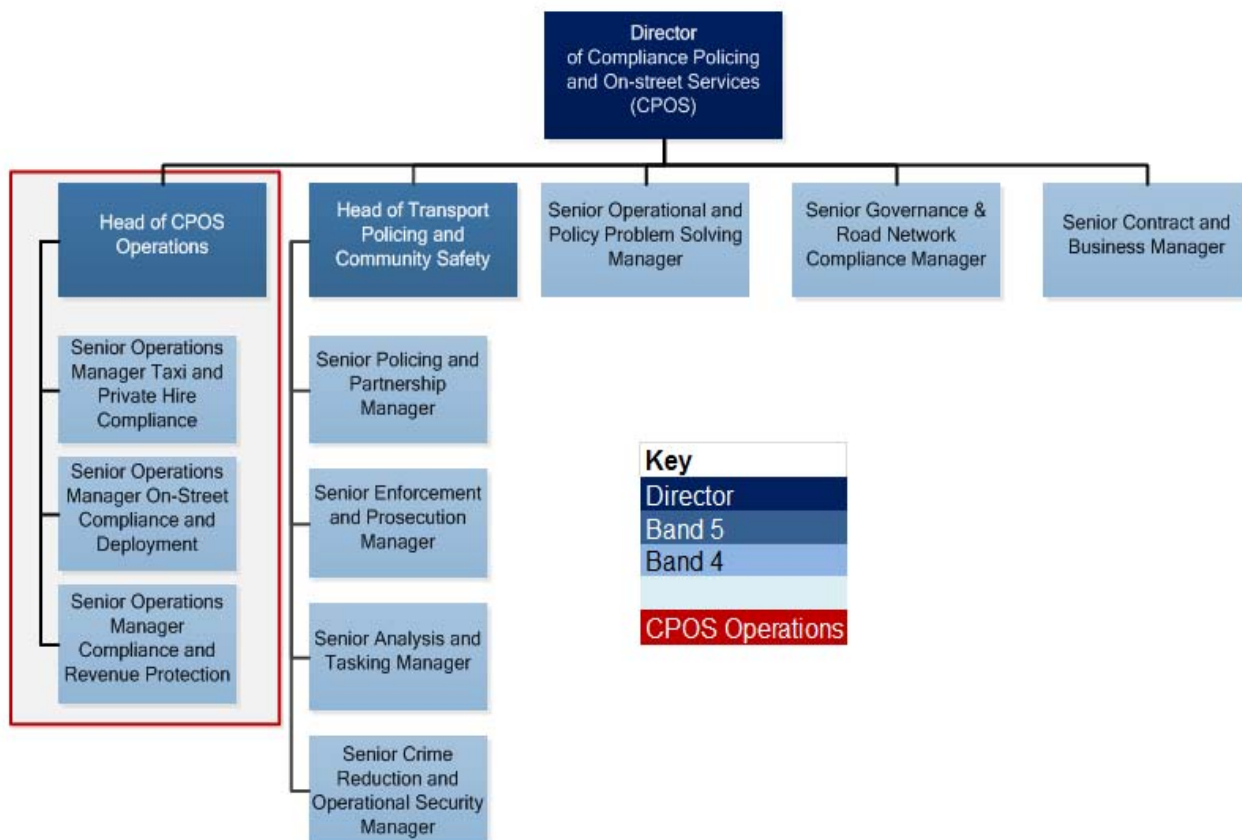 Director
of Compliance Policing
and On-street Services
(CPOS)
Head of CPOS
Operations
Head of Transport
Policing and
Community Safety
Senior Operational and
Policy Problem Solving
Manager
Senior Governance &
Road Network
Compliance Manager
Senior Contract and
Business Manager
Senior Operations
Manager Taxi and
Private Hire
Compliance
Senior Operations
Manager On-Street
Compliance and
Deployment
Senior Operations
Manager
Compliance and
Revenue Protection
Senior Policing and
Partnership
Manager
Senior Enforcement
and Prosecution
Manager
Senior Analysis and
Tasking Manager
Senior Crime
Reduction and
Operational Security
Manager
Key
Director
Band 5
Band 4
CPOS Operations